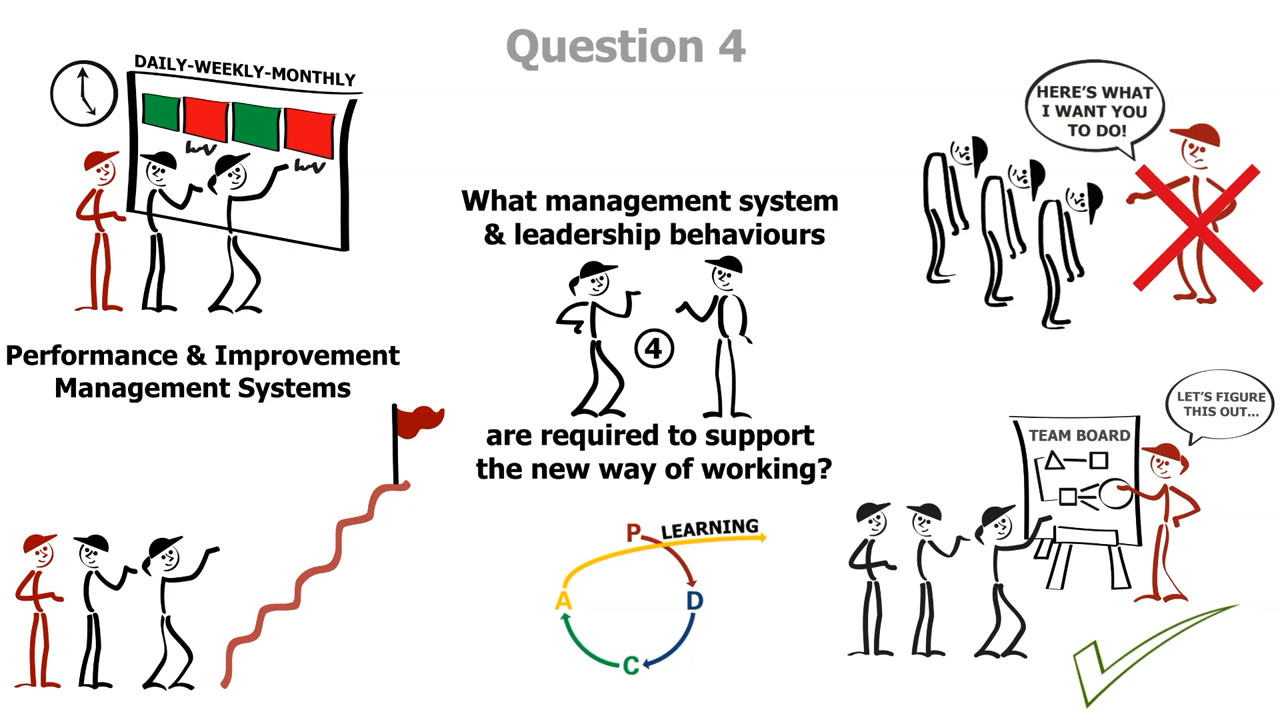 Question 4
DAILY-WEEKLY-MONTHLY
Performance & Improvement
Management Systems
What management system
& leadership behaviours
4
are required to support
the new way of working?
P
LEARNING
A
D
C
HERE'S WHAT
I WANT YOU
TO DO!
LET'S FIGURE
THIS OUT...
TEAM BOARD